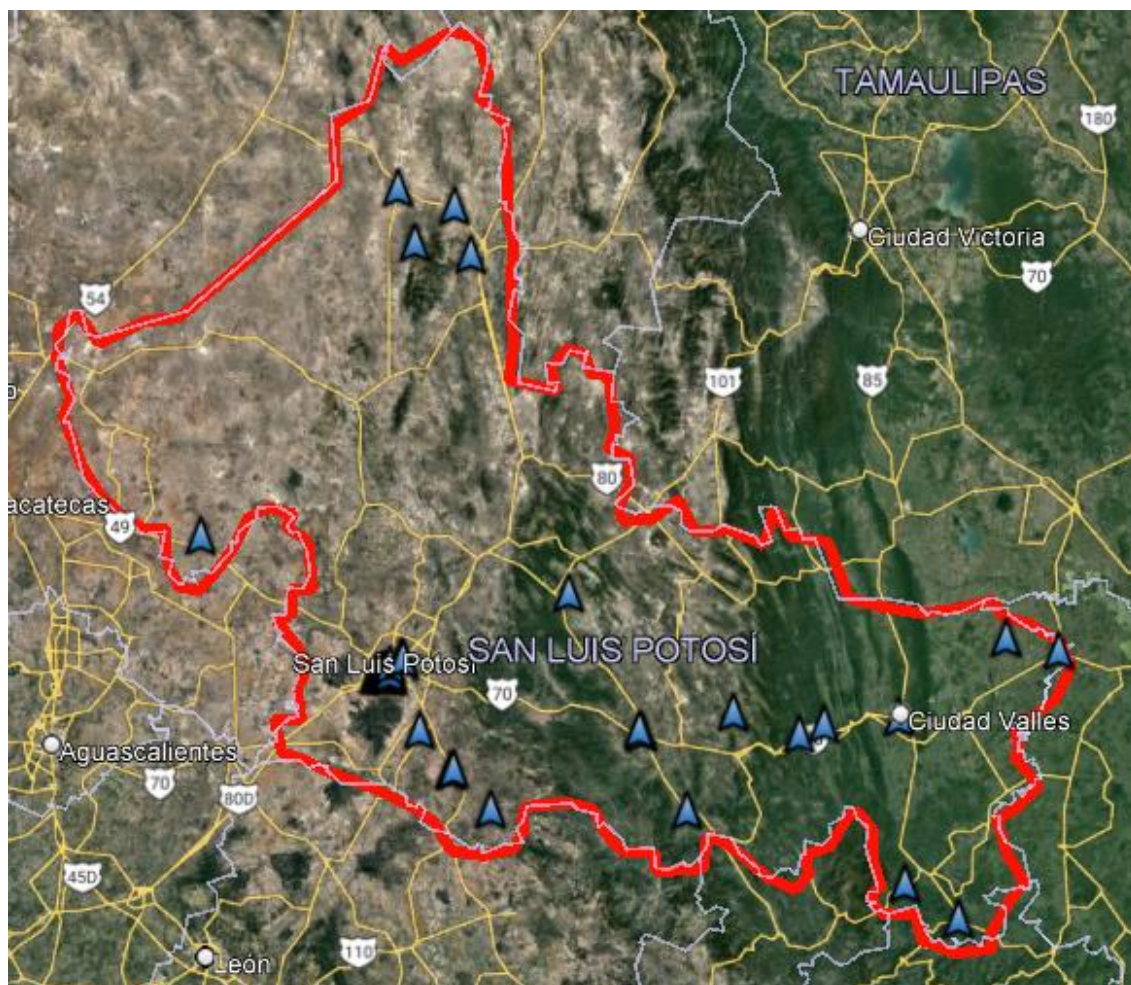 TAMAULIPAS
180
Ciudad Victoria
70
54
101
85
o
80
acatecas
49
San Luis Potosí
SAN LUIS POTOSÍ
70
Ciudad Valles
Aguascalientes
70
80D
45D
110
León